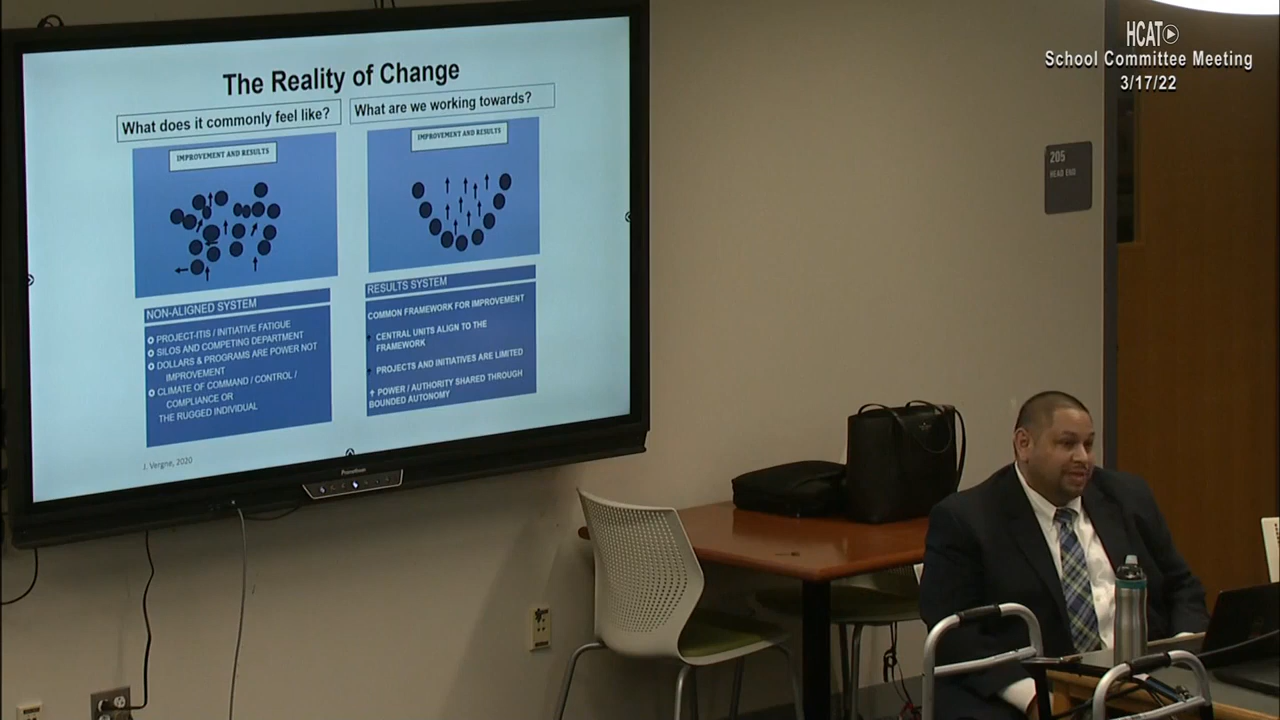 HCAT
School Committee Meeting
3/17/22
The Reality of Change
What does it commonly feel like?
What are we working towards?
IMPROVEMENT AND RESULTS
IMPROVEMENT AND RESULTS
NON-ALIGNED SYSTEM
PROJECT-ITIS / INITIATIVE FATIGUE
SILOS AND COMPETING DEPARTMENT
DOLLARS & PROGRAMS ARE POWER NOT
IMPROVEMENT
CLIMATE OF COMMAND / CONTROL /
COMPLIANCE OR
THE RUGGED INDIVIDUAL
RESULTS SYSTEM
COMMON FRAMEWORK FOR IMPROVEMENT
CENTRAL UNITS ALIGN TO THE
FRAMEWORK
PROJECTS AND INITIATIVES ARE LIMITED
POWER / AUTHORITY SHARED THROUGH
BOUNDED AUTONOMY
J. Vergne, 2020
Promethean
205
HEAD END